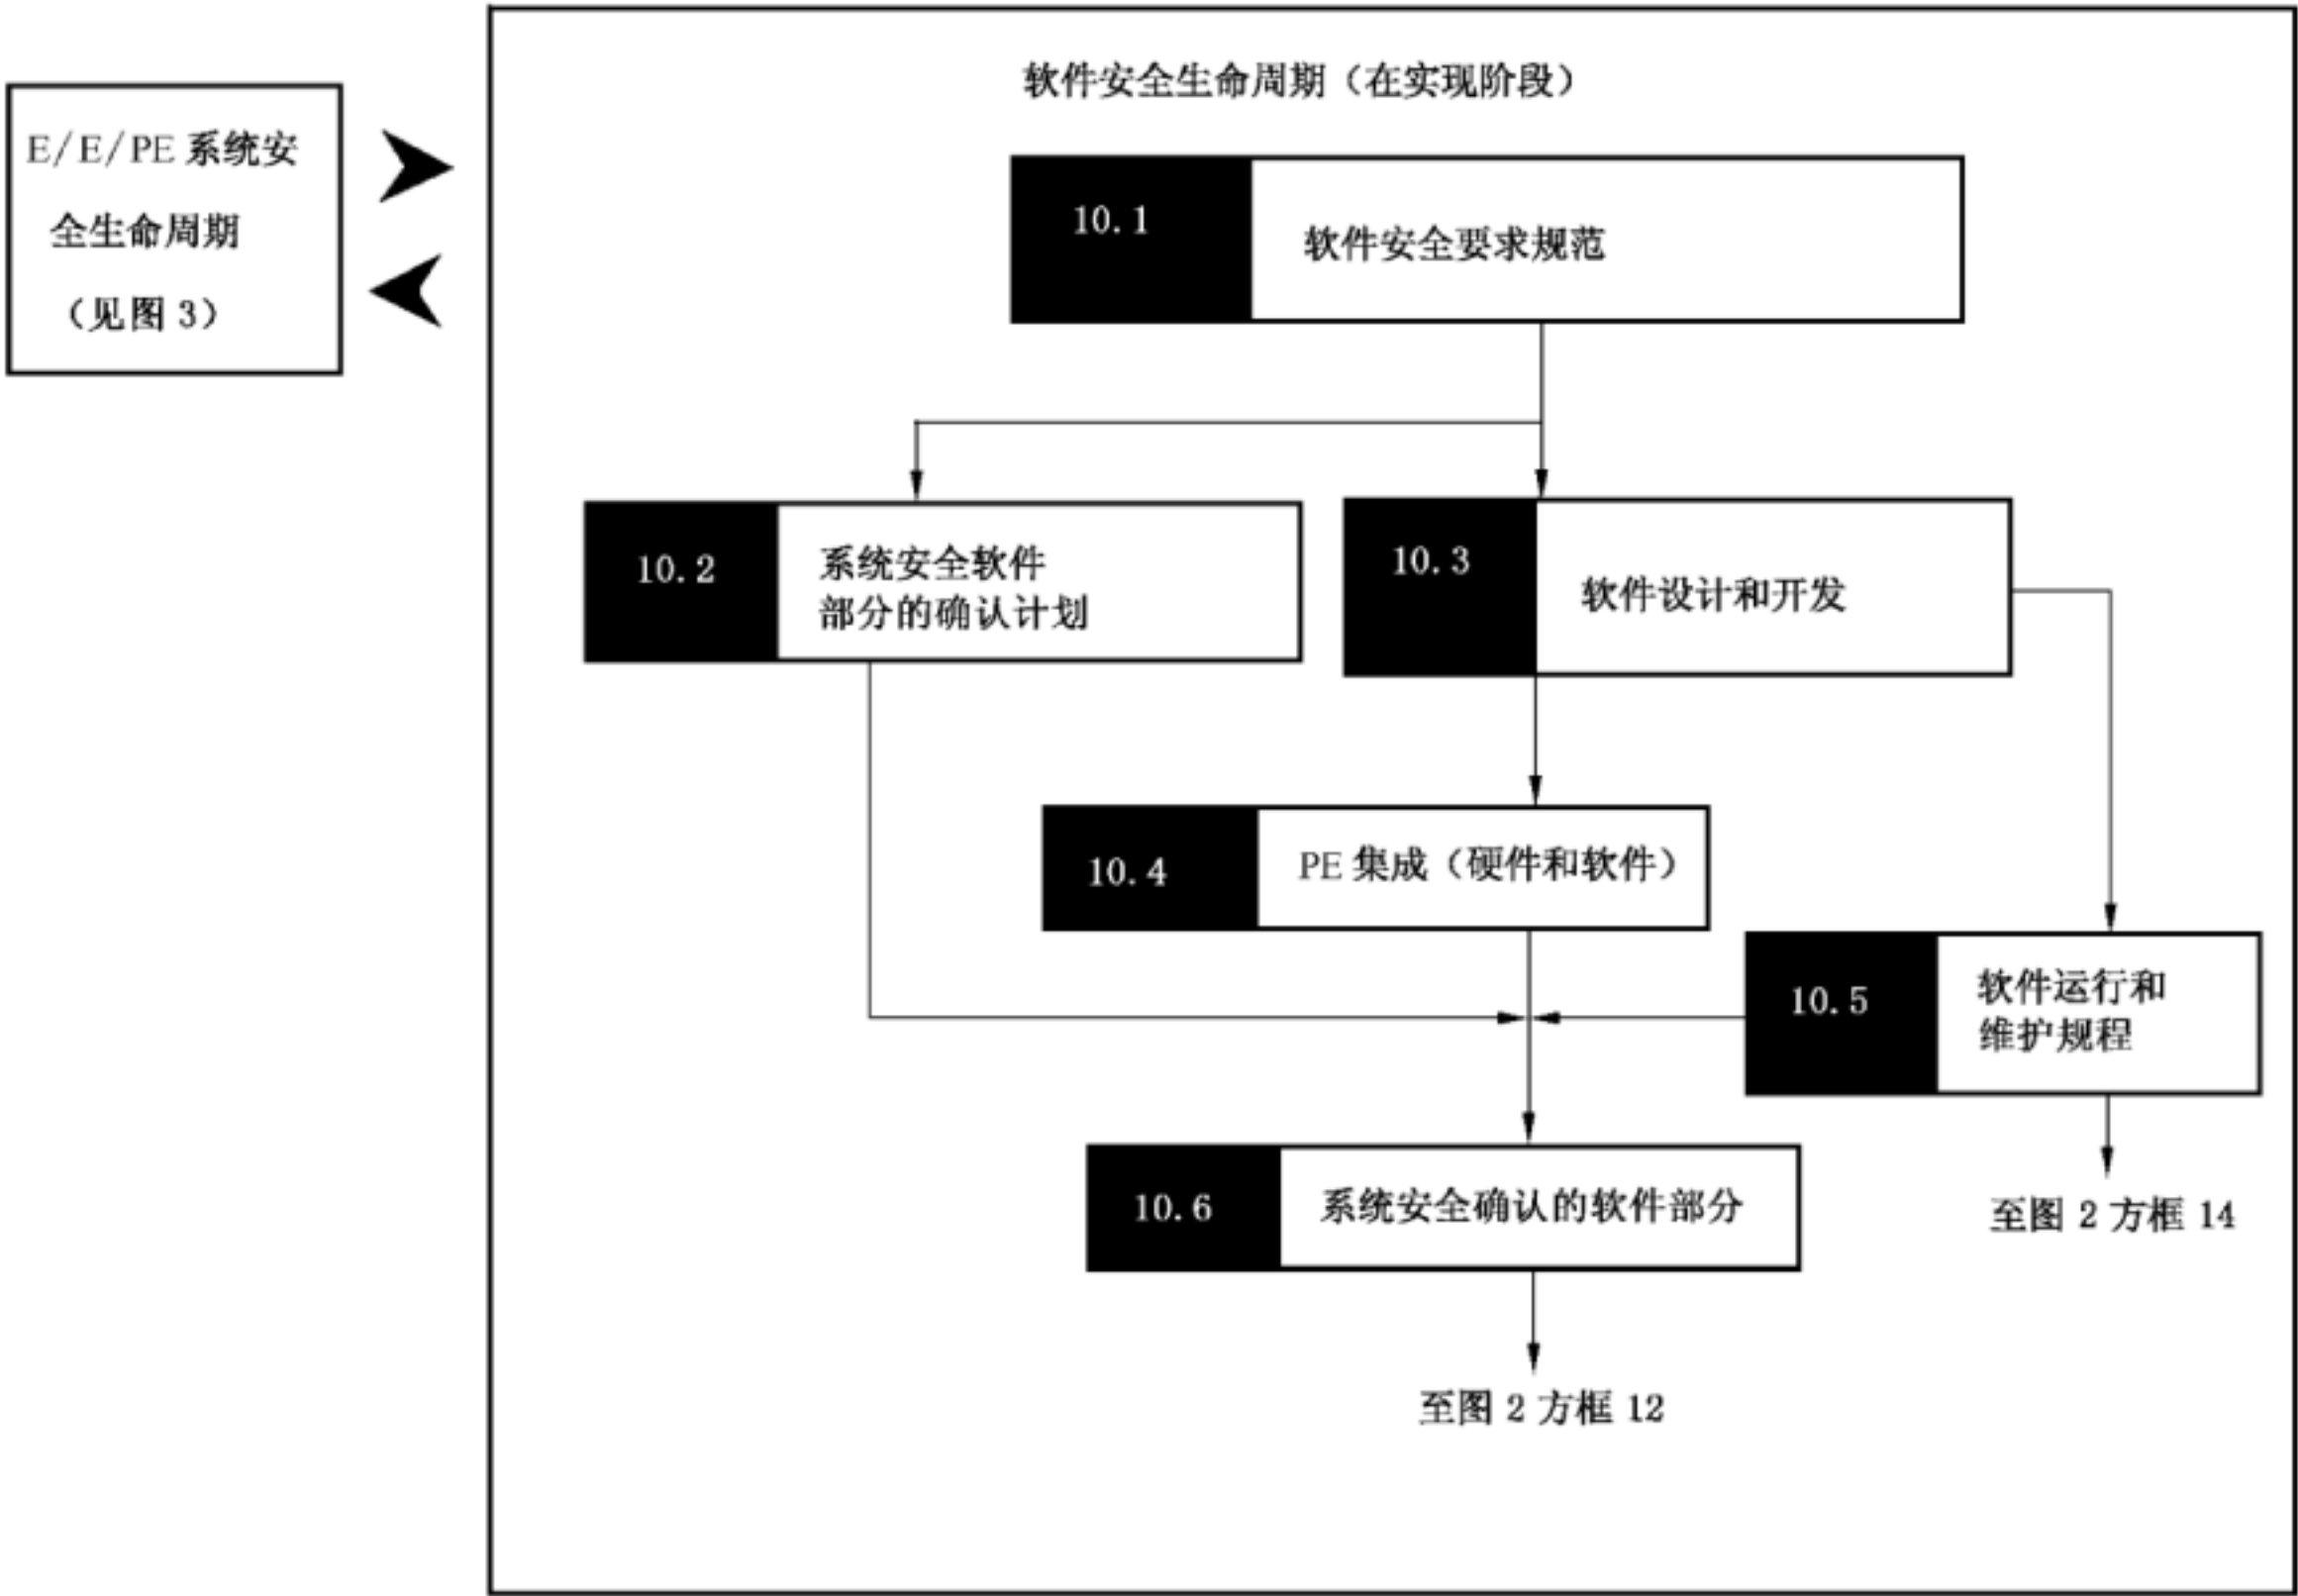 软件安全生命周期（在实现阶段）
E/E/PE 系统安
全生命周期
（见图 3）
10.1
软件安全要求规范
10.2
系统安全软件
部分的确认计划
10.3
软件设计和开发
10.4
PE 集成（硬件和软件）
10.5
软件运行和
维护规程
10.6
系统安全确认的软件部分
至图 2 方框 14
至图 2 方框 12